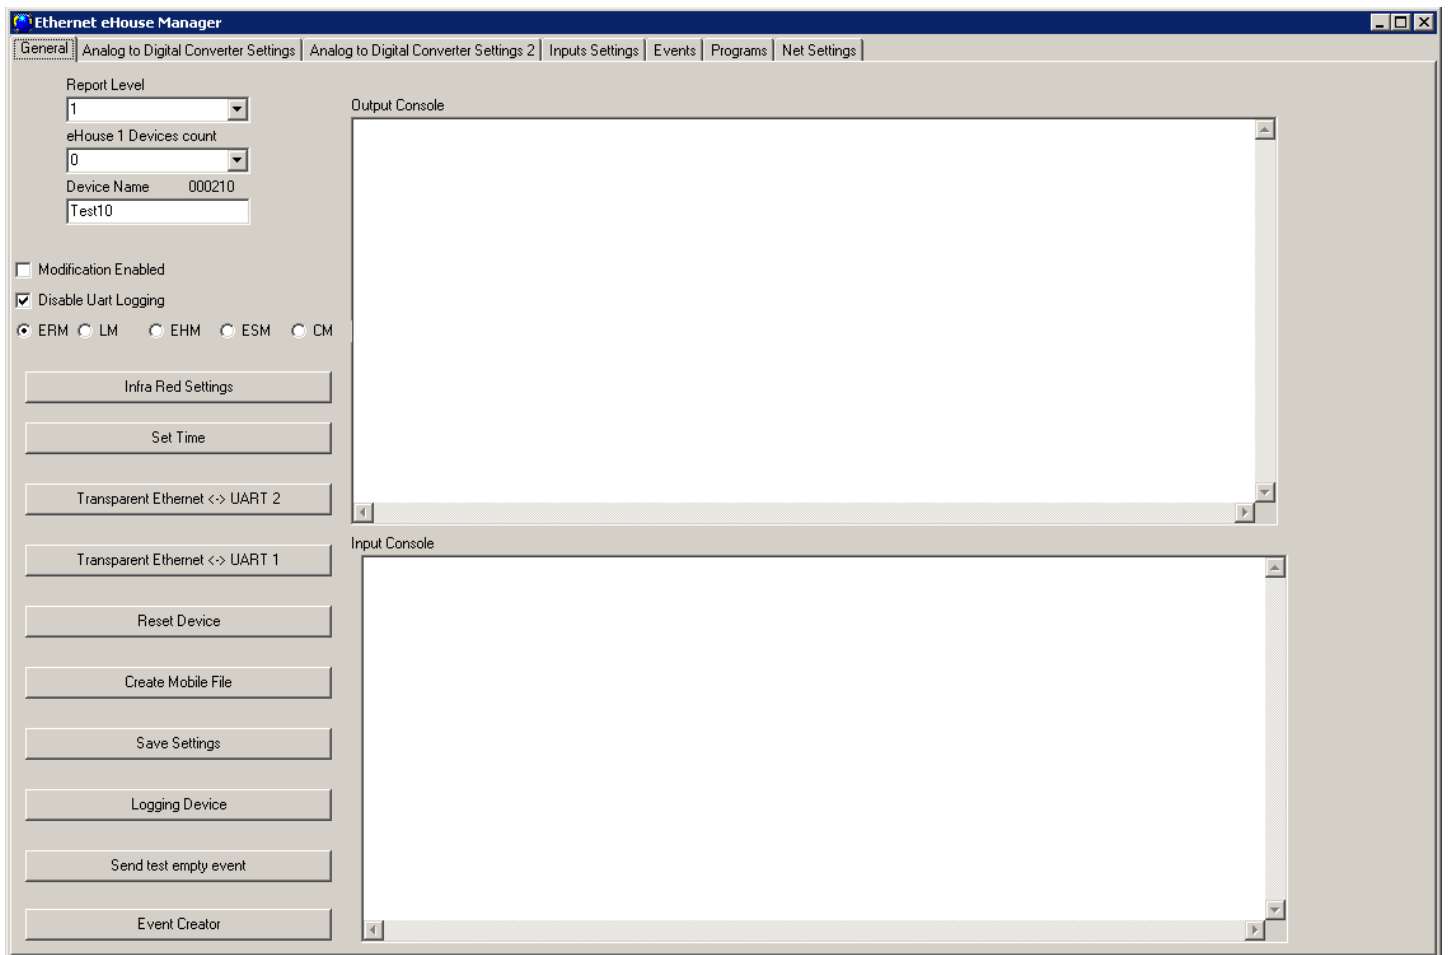 Ethernet eHouse Manager
General Analog to Digital Converter Settings Analog to Digital Converter Settings 2 Inputs Settings Events Programs Net Settings
Report Level
1
eHouse 1 Devices count
0
Device Name 000210
Test10
Modification Enabled
Disable Uart Logging
ERM LM EHM ESM CM
Infra Red Settings
Set Time
Transparent Ethernet <-> UART 2
Transparent Ethernet <-> UART 1
Reset Device
Create Mobile File
Save Settings
Logging Device
Send test empty event
Event Creator
Output Console
Input Console